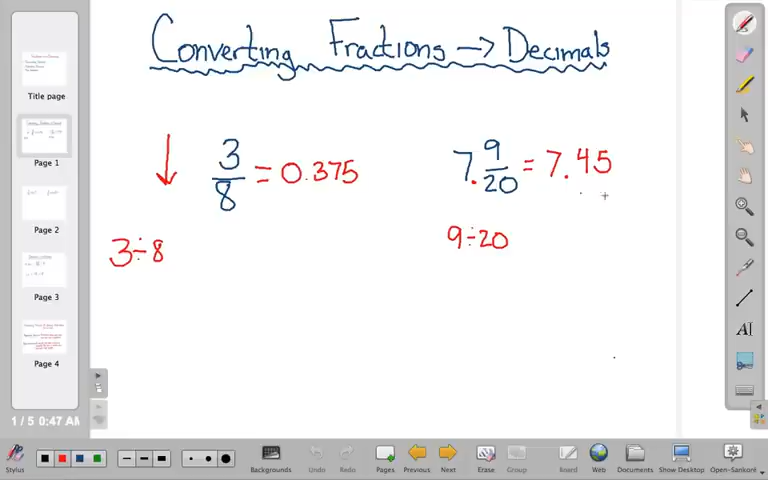 Converting Fractions → Decimals
3/8 = 0.375
7. 9/20 = 7.45
3÷8
9÷20
Title page
Page 1
Page 2
Page 3
Page 4
1 / 5 0:47 AM
Stylus
Backgrounds
Undo
Redo
Pages
Previous
Next
Erase
Group
Board
Web
Documents
Show Desktop
Open-Sankoré